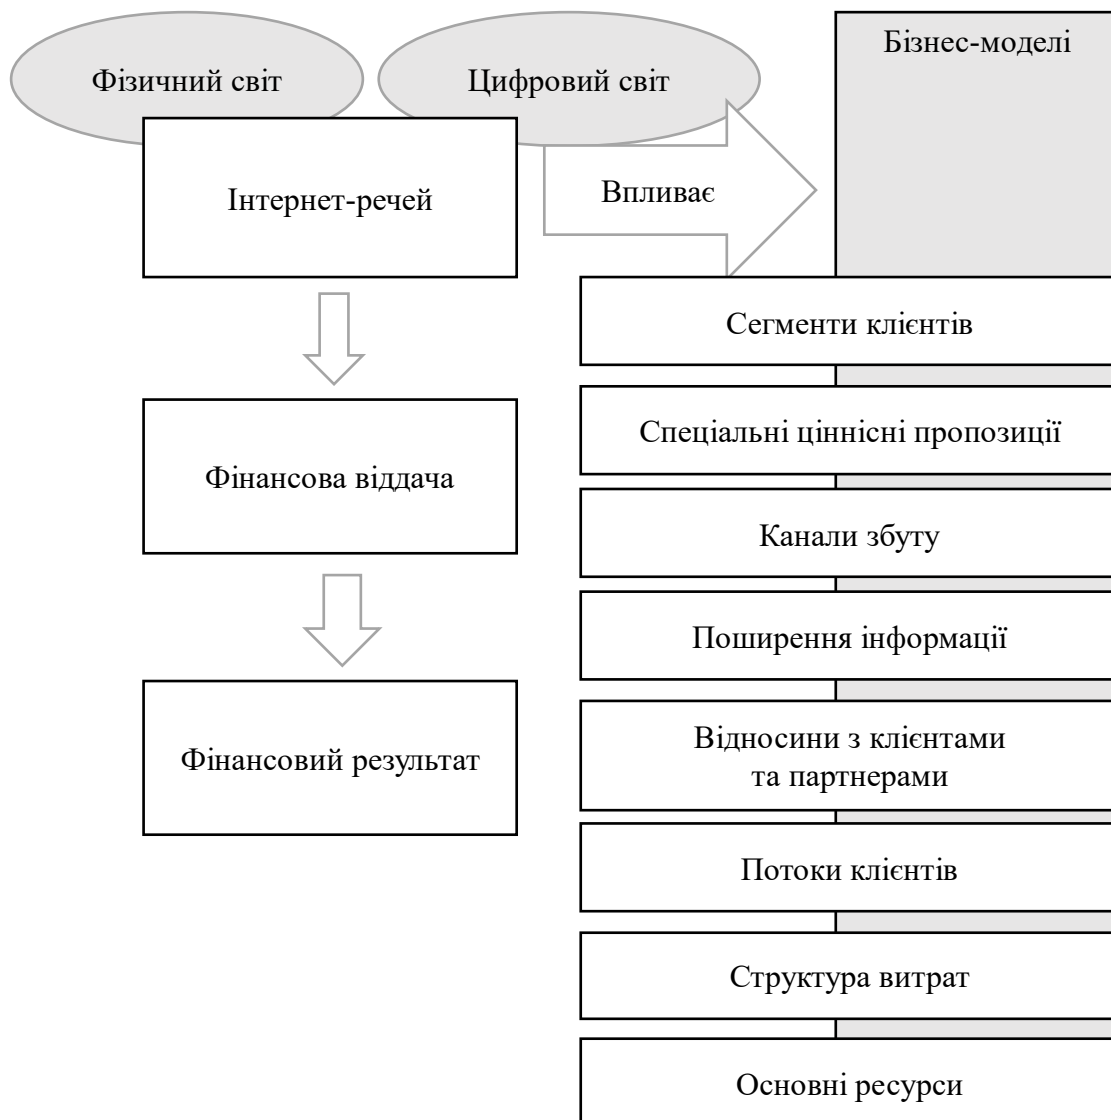 Фізичний світ
Цифровий світ
Бізнес-моделі
Інтернет-речей
Впливає
Сегменти клієнтів
Спеціальні ціннісні пропозиції
Фінансова віддача
Канали збуту
Поширення інформації
Фінансовий результат
Відносини з клієнтами
та партнерами
Потоки клієнтів
Структура витрат
Основні ресурси